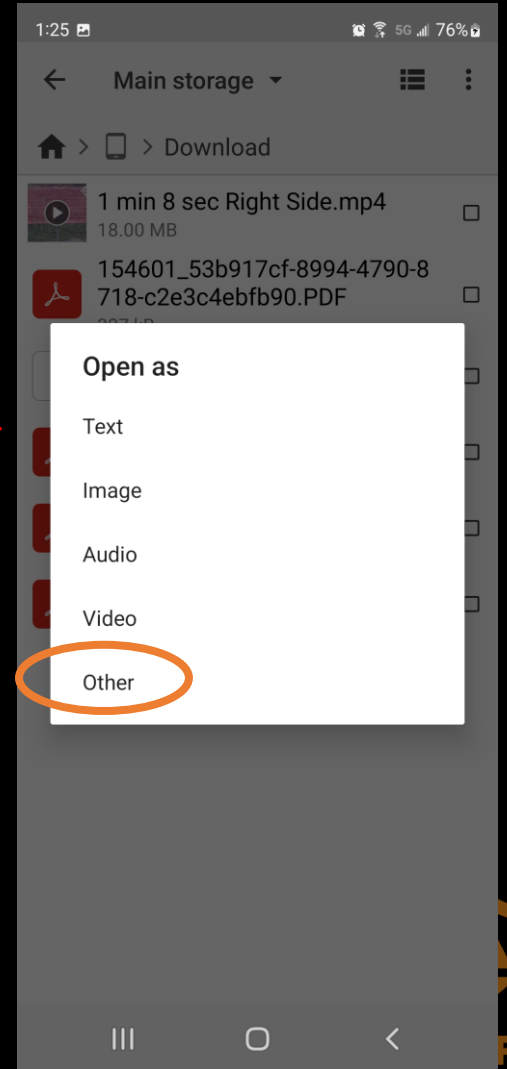 1:25 5G 76%
Main storage
Download
1 min 8 sec Right Side.mp4
18.00 MB
154601_53b917cf-8994-4790-8
718-c2e3c4ebfb90.PDF
Open as
Text
Image
Audio
Video
Other